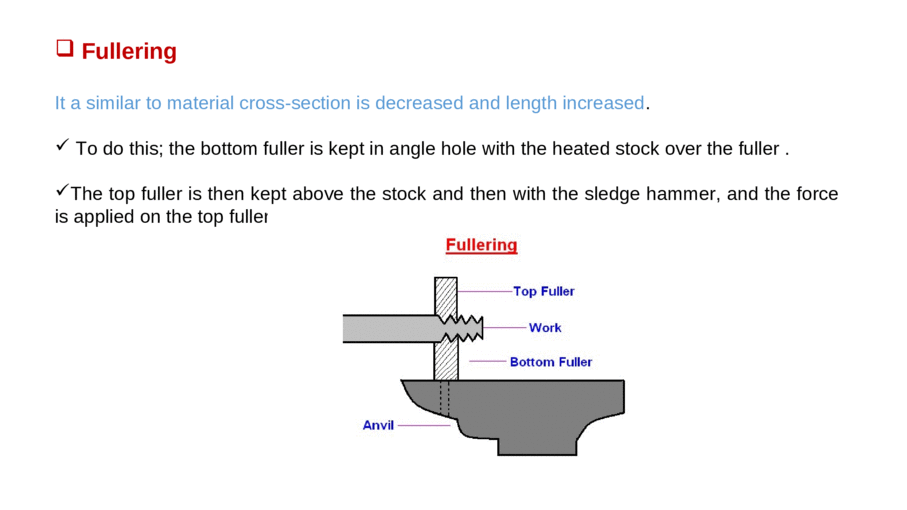 ❑ Fullering
It a similar to material cross-section is decreased and length increased.
✓ To do this; the bottom fuller is kept in angle hole with the heated stock over the fuller .
✓The top fuller is then kept above the stock and then with the sledge hammer, and the force
is applied on the top fuller
Fullering
Top Fuller
Work
Bottom Fuller
Anvil